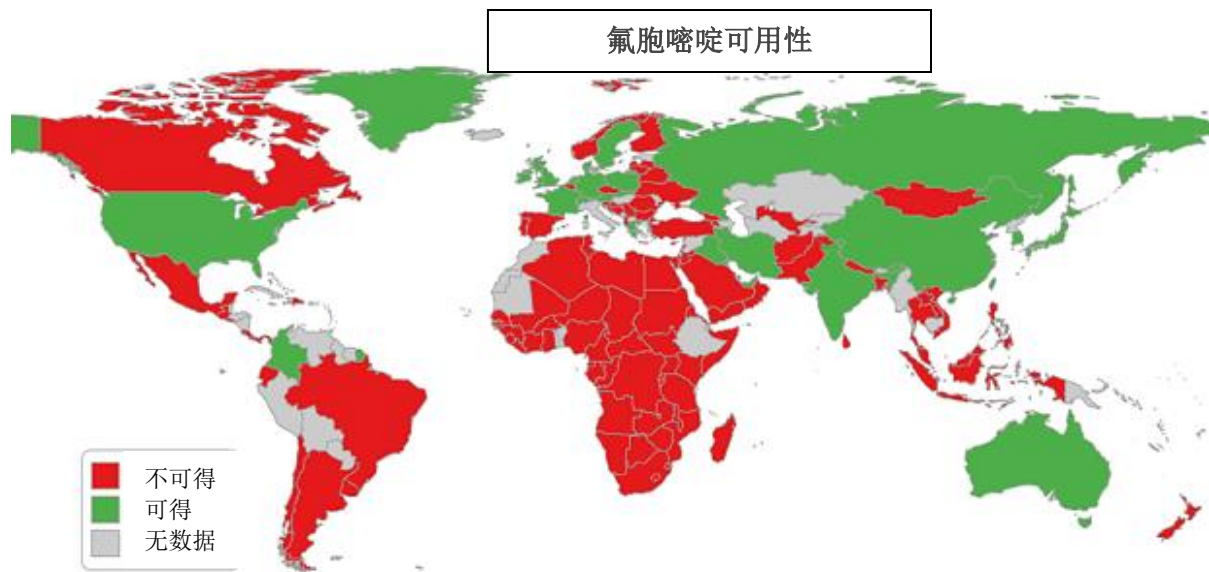 氟胞嘧啶可用性
不可得
可得
无数据